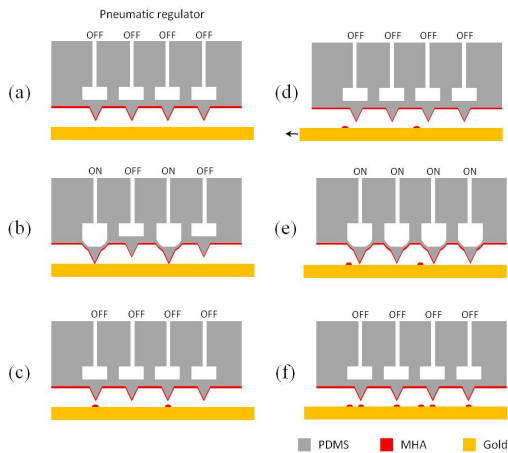 Pneumatic regulator
OFF OFF OFF OFF
(a)
OFF OFF OFF OFF
(d)
ON OFF ON OFF
(b)
ON ON ON ON
(e)
OFF OFF OFF OFF
(c)
OFF OFF OFF OFF
(f)
PDMS MHA Gold